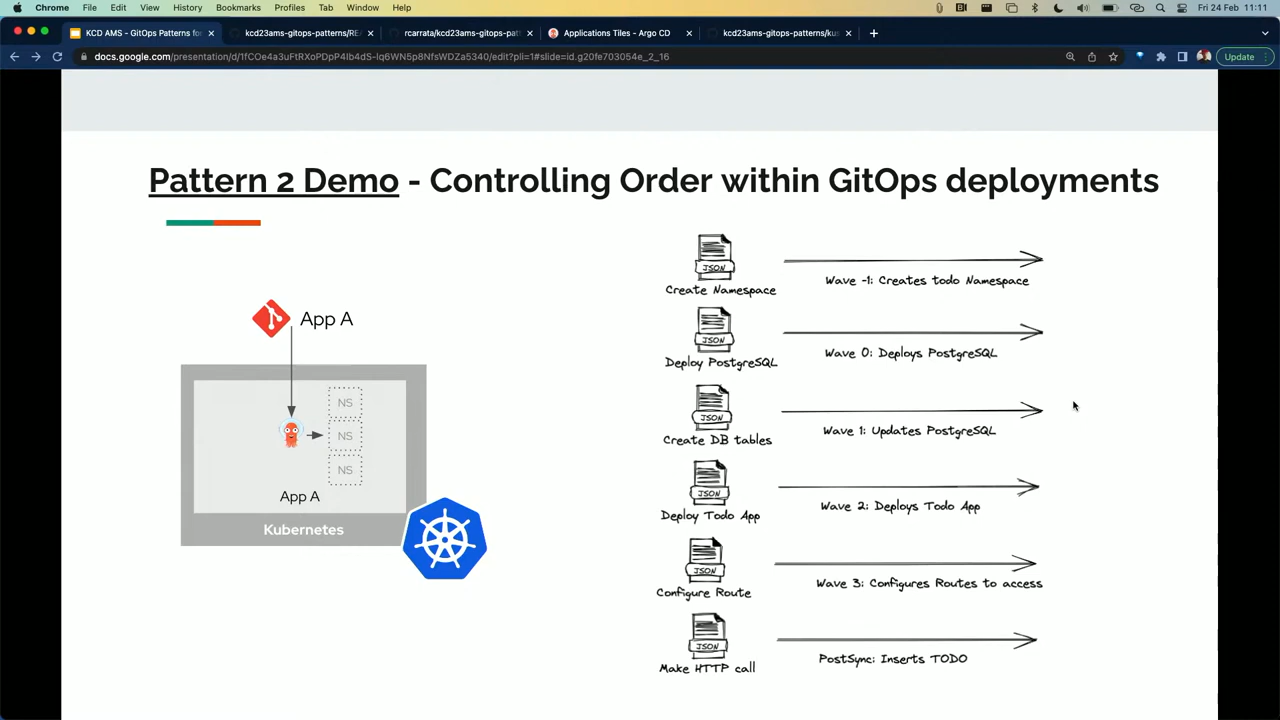 Chrome File Edit View History Bookmarks Profiles Tab Window Help Fri 24 Feb 11:11
KCD AMS - GitOps Patterns for kcd23ams-gitops-patterns/REA rcarrata/kcd23ams-gitops-patt Applications Tiles - Argo CD kcd23ams-gitops-patterns/kus
docs.google.com/presentation/d/1fCOe4a3uFtRXoPDpP4Ib4dS-Iq6WN5p8NfsWDZa5340/edit?pli=1#slide=id.g20fe703054e_2_16 Update
Pattern 2 Demo - Controlling Order within GitOps deployments
App A
NS
NS
NS
App A
Kubernetes
JSON
Create Namespace
Wave -1: Creates todo Namespace
JSON
Deploy PostgreSQL
Wave 0: Deploys PostgreSQL
JSON
Create DB tables
Wave 1: Updates PostgreSQL
JSON
Deploy Todo App
Wave 2: Deploys Todo App
JSON
Configure Route
Wave 3: Configures Routes to access
JSON
Make HTTP call
PostSync: Inserts TODO